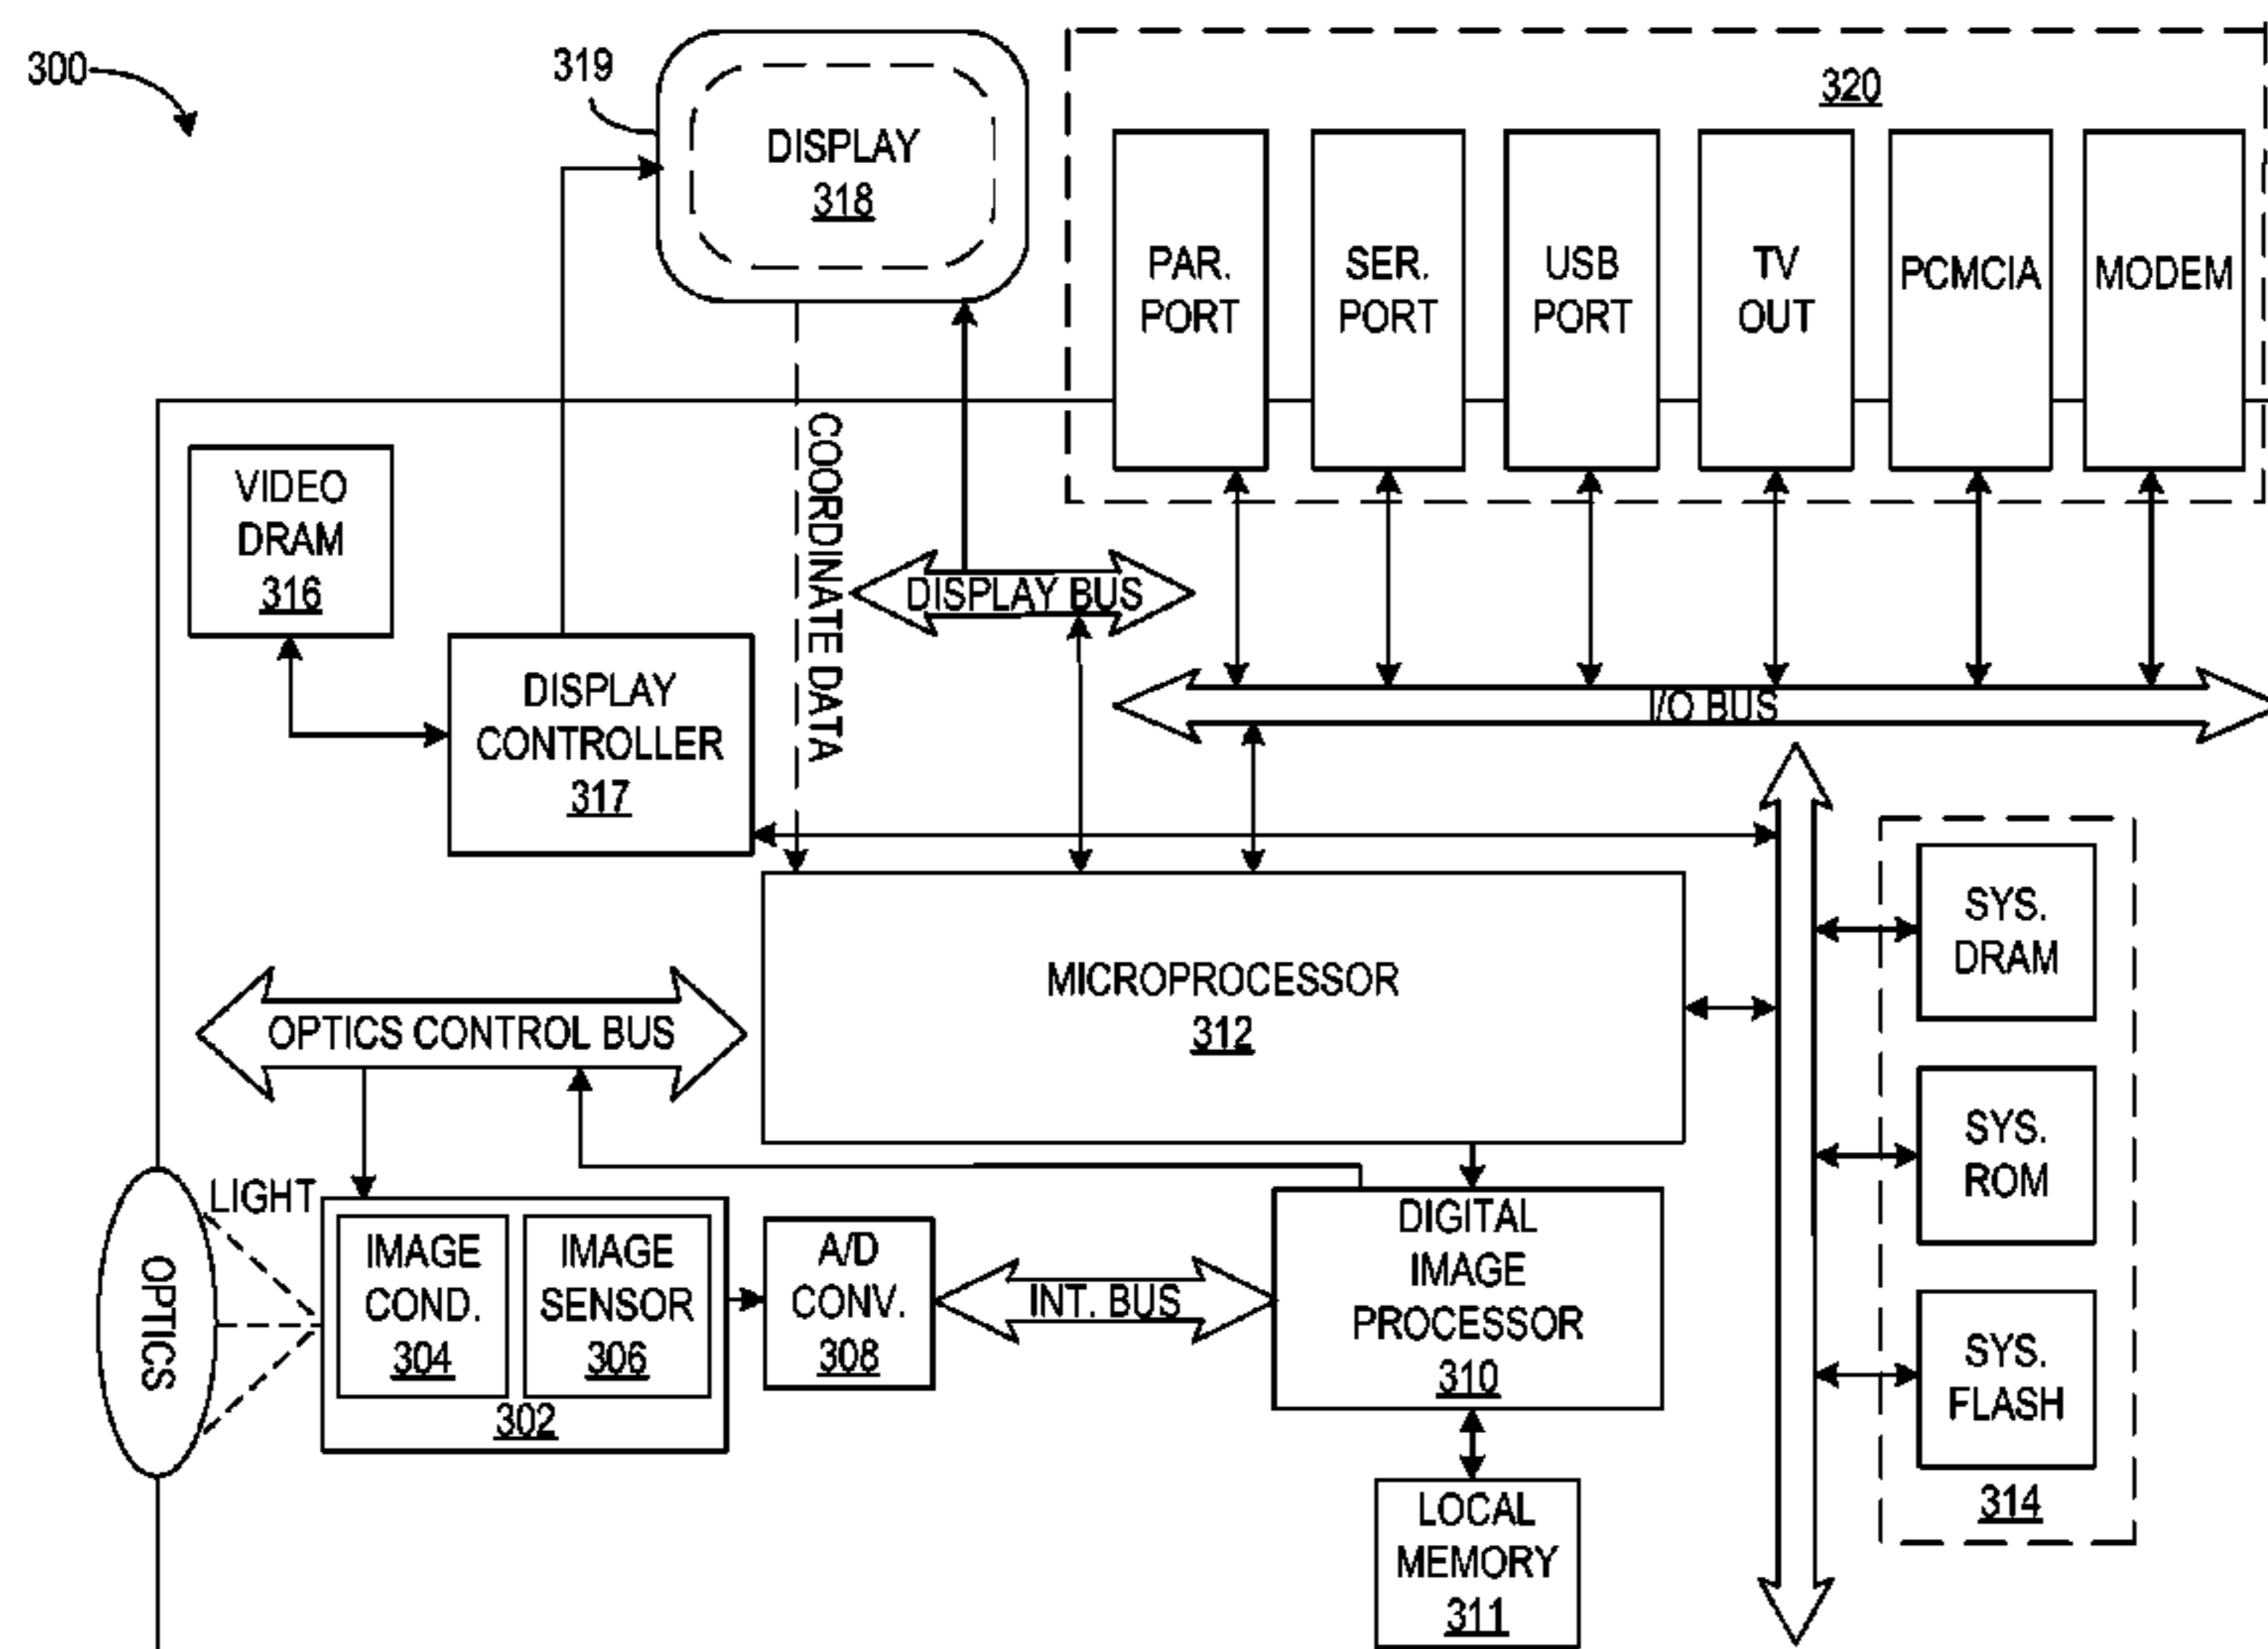 300
319
DISPLAY
318
320
PAR.
PORT
SER.
PORT
USB
PORT
TV
OUT
PCMCIA
MODEM
VIDEO
DRAM
316
COORDINATE DATA
DISPLAY BUS
DISPLAY
CONTROLLER
317
I/O BUS
MICROPROCESSOR
312
SYS.
DRAM
SYS.
ROM
SYS.
FLASH
314
OPTICS CONTROL BUS
OPTICS
LIGHT
IMAGE
COND.
304
IMAGE
SENSOR
306
302
A/D
CONV.
308
INT. BUS
DIGITAL
IMAGE
PROCESSOR
310
LOCAL
MEMORY
311